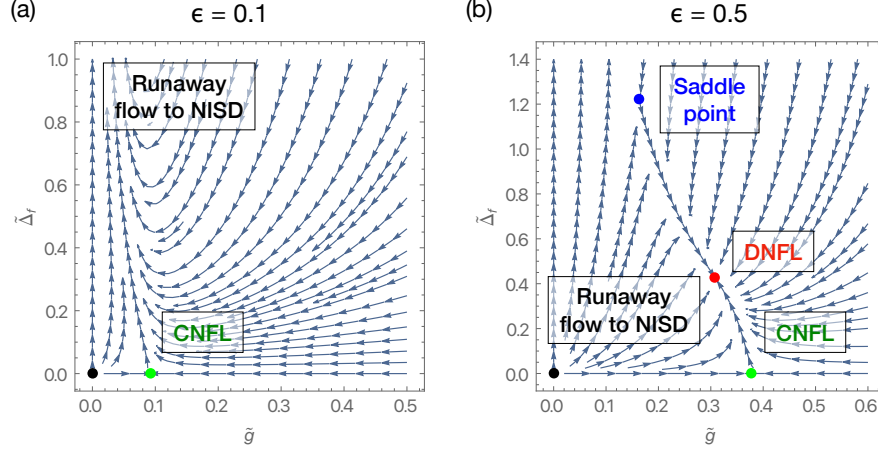 (a)
ϵ = 0.1
1.0
0.8
0.6
0.4
0.2
0.0
Δ̃f
Runaway
flow to NISD
CNFL
0.0 0.1 0.2 0.3 0.4 0.5
g̃
(b)
ϵ = 0.5
1.4
1.2
1.0
0.8
0.6
0.4
0.2
0.0
Δ̃f
Saddle
point
DNFL
Runaway
flow to NISD
CNFL
0.0 0.1 0.2 0.3 0.4 0.5 0.6
g̃